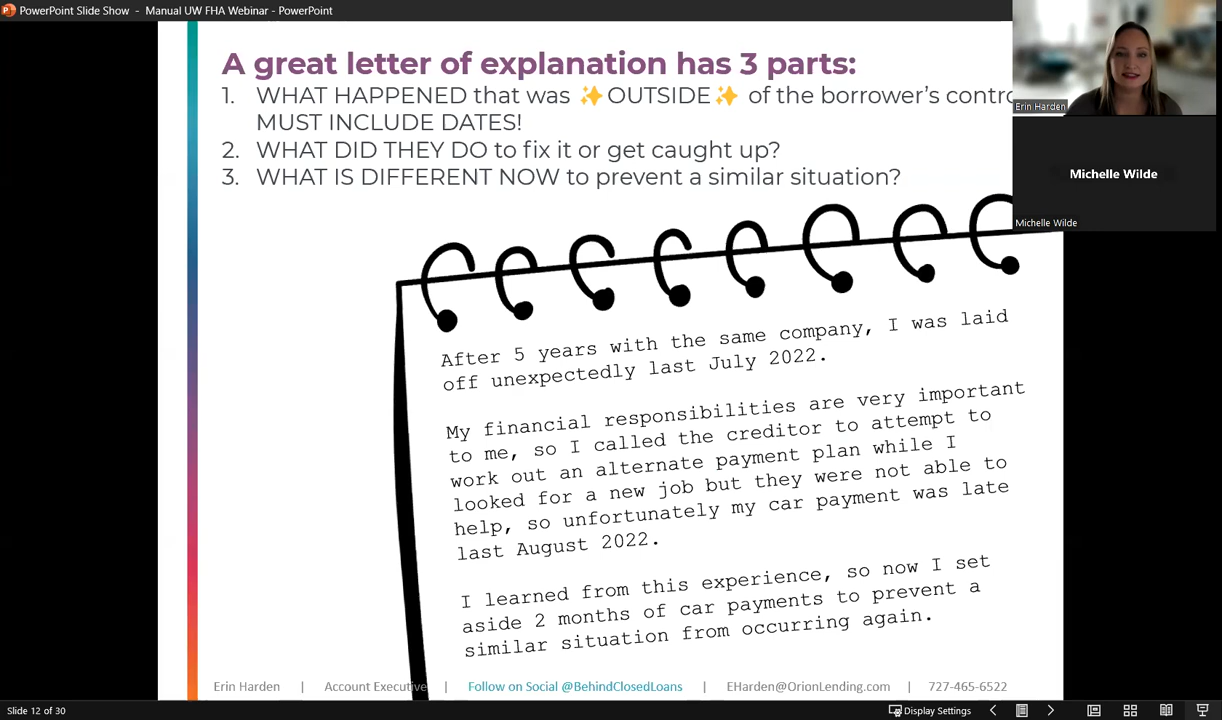 PowerPoint Slide Show - Manual UW FHA Webinar - PowerPoint
A great letter of explanation has 3 parts:
1. WHAT HAPPENED that was ✨OUTSIDE✨ of the borrower's contro
MUST INCLUDE DATES!
2. WHAT DID THEY DO to fix it or get caught up?
3. WHAT IS DIFFERENT NOW to prevent a similar situation?
Erin Harden
Michelle Wilde
Michelle Wilde
After 5 years with the same company, I was laid
off unexpectedly last July 2022.
My financial responsibilities are very important
to me, so I called the creditor to attempt to
work out an alternate payment plan while I
looked for a new job but they were not able to
help, so unfortunately my car payment was late
last August 2022.
I learned from this experience, so now I set
aside 2 months of car payments to prevent a
similar situation from occurring again.
Erin Harden | Account Executive | Follow on Social @BehindClosedLoans | EHarden@OrionLending.com | 727-465-6522
Slide 12 of 30
Display Settings